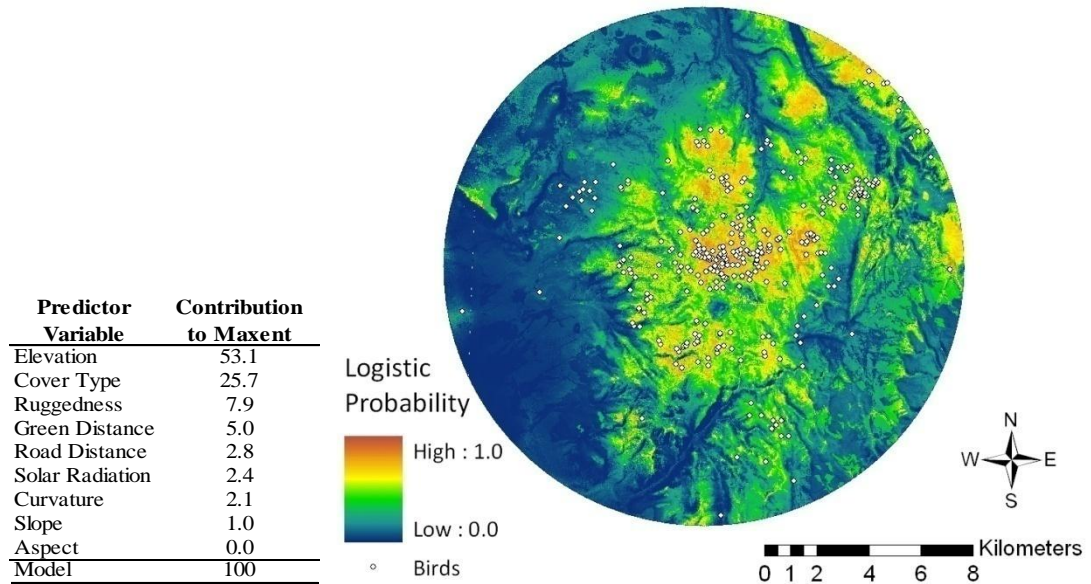 Predictor Variable Contribution to Maxent
Elevation 53.1
Cover Type 25.7
Ruggedness 7.9
Green Distance 5.0
Road Distance 2.8
Solar Radiation 2.4
Curvature 2.1
Slope 1.0
Aspect 0.0
Model 100
Logistic
Probability
High : 1.0
Low : 0.0
Birds
N
W E
S
Kilometers
0 1 2 4 6 8